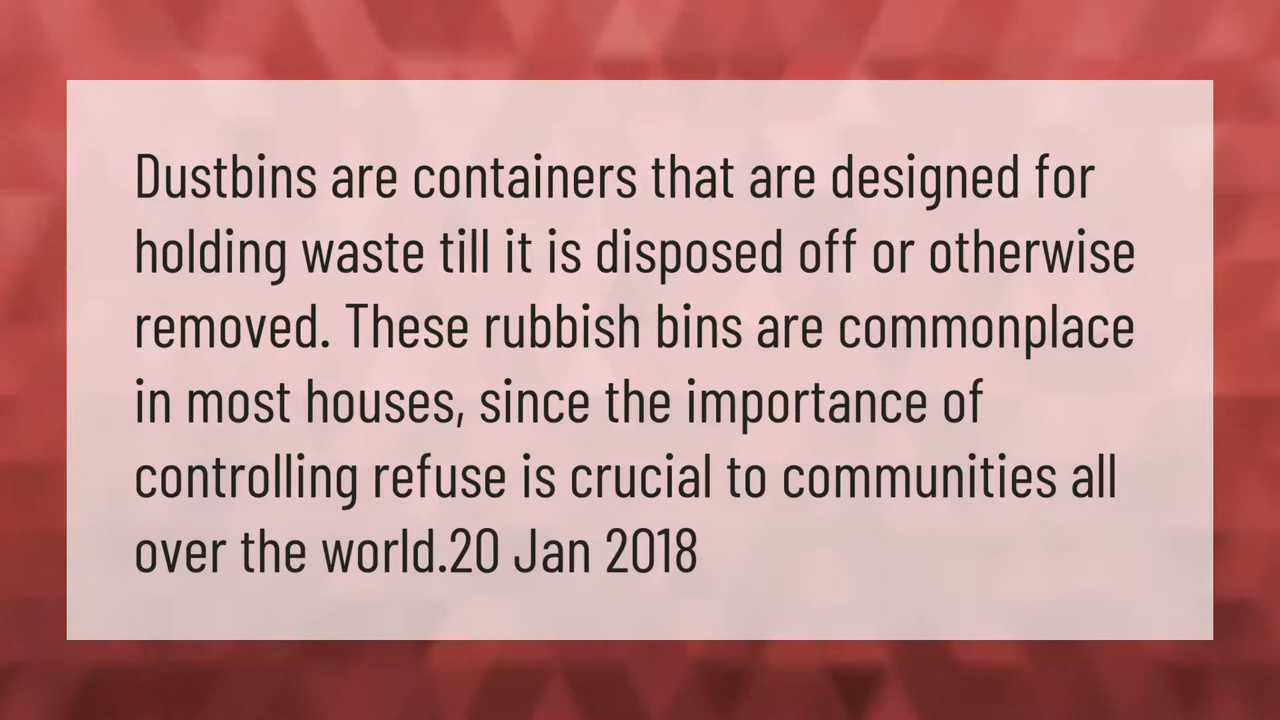 Dustbins are containers that are designed for
holding waste till it is disposed off or otherwise
removed. These rubbish bins are commonplace
in most houses, since the importance of
controlling refuse is crucial to communities all
over the world.20 Jan 2018